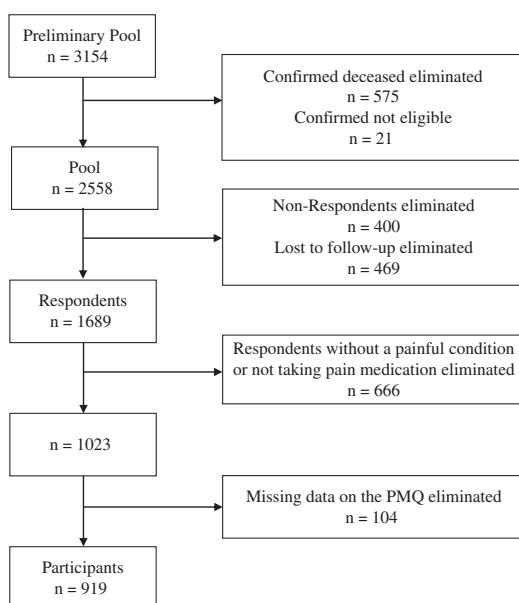 Preliminary Pool
n = 3154
Confirmed deceased eliminated
n = 575
Confirmed not eligible
n = 21
Pool
n = 2558
Non-Respondents eliminated
n = 400
Lost to follow-up eliminated
n = 469
Respondents
n = 1689
Respondents without a painful condition
or not taking pain medication eliminated
n = 666
n = 1023
Missing data on the PMQ eliminated
n = 104
Participants
n = 919